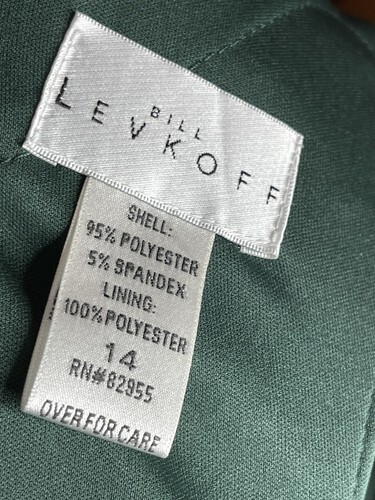 BILL
LEVKOFF
SHELL:
95% POLYESTER
5% SPANDEX
LINING:
100% POLYESTER
14
RN#82955
OVER FOR CARE